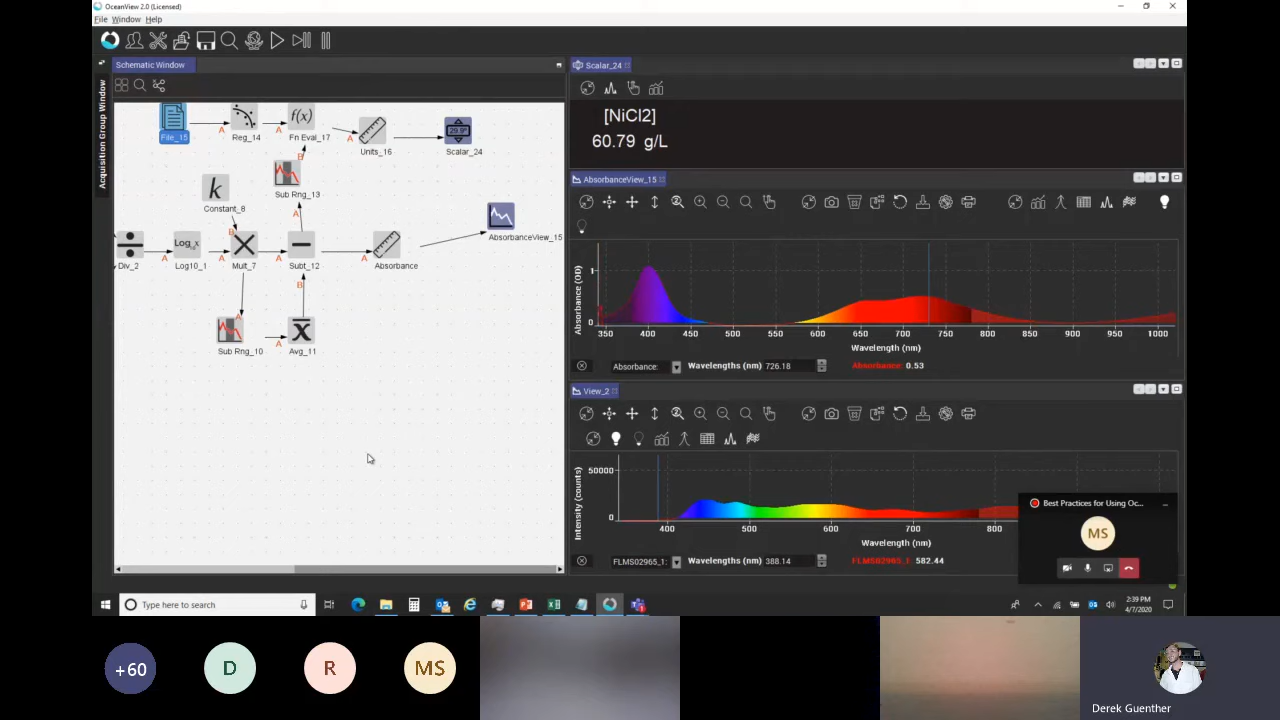 OceanView 2.0 (Licensed)
File Window Help
Schematic Window
Acquisition Group Window
File_15
Reg_14
f(x)
Fn Eval_17
Units_16
29.8°
Scalar_24
A
A
A
A
B
Sub Rng_13
k
Constant_8
A
B
AbsorbanceView_15
Log x
Div_2
Log10_1
Mult_7
Subt_12
Absorbance
A
A
A
A
B
A
Sub Rng_10
A
X
Avg_11
Scalar_24
[NiCl2]
60.79 g/L
AbsorbanceView_15
Absorbance (OD)
1
0
350 400 450 500 550 600 650 700 750 800 850 900 950 1000
Wavelength (nm)
Absorbance: Wavelengths (nm) 726.18 Absorbance: 0.53
View_2
Intensity (counts)
50000
0
400 500 600 700 800
Wavelength (nm)
FLMS02965_1: Wavelengths (nm) 388.14 FLMS02965_1: 582.44
Best Practices for Using Oc...
MS
Type here to search
2:39 PM
4/7/2020
+60
D
R
MS
Derek Guenther